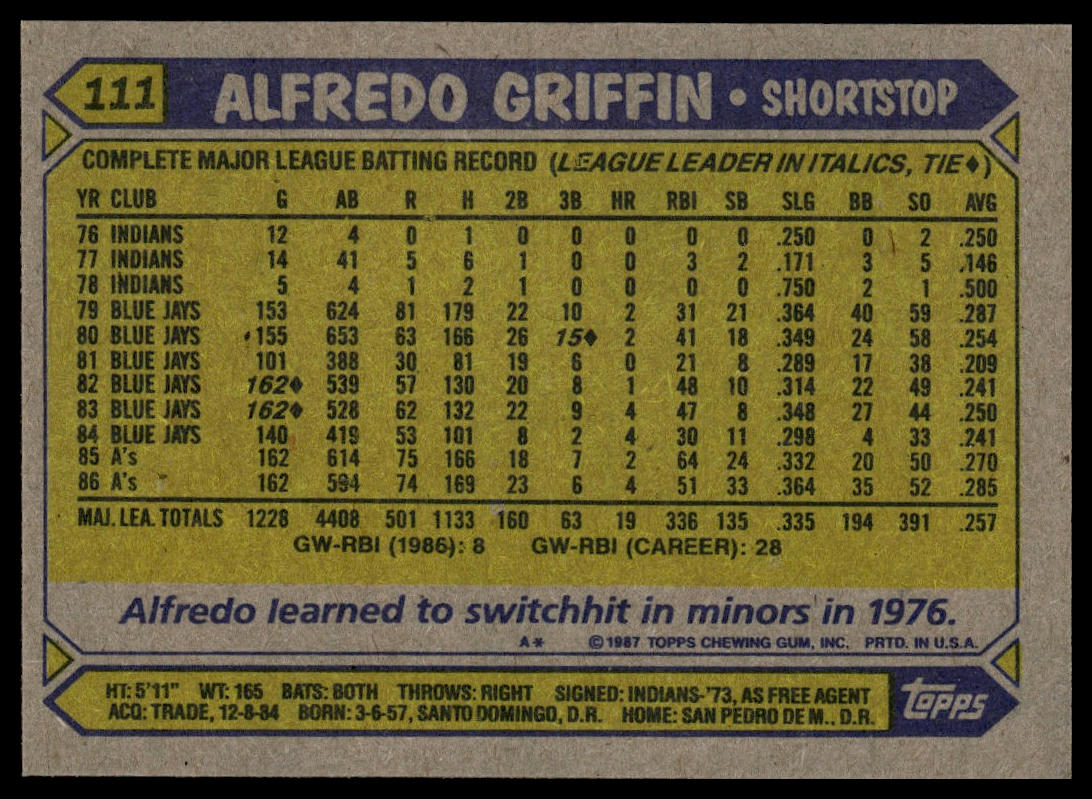 111 ALFREDO GRIFFIN • SHORTSTOP
COMPLETE MAJOR LEAGUE BATTING RECORD (LEAGUE LEADER IN ITALICS, TIE♦)
YR CLUB G AB R H 2B 3B HR RBI SB SLG BB SO AVG
76 INDIANS 12 4 0 1 0 0 0 0 0 .250 0 2 .250
77 INDIANS 14 41 5 6 1 0 0 3 2 .171 3 5 .146
78 INDIANS 5 4 1 2 1 0 0 0 0 .750 2 1 .500
79 BLUE JAYS 153 624 81 179 22 10 2 31 21 .364 40 59 .287
80 BLUE JAYS 155 653 63 166 26 15♦ 2 41 18 .349 24 58 .254
81 BLUE JAYS 101 388 30 81 19 6 0 21 8 .289 17 38 .209
82 BLUE JAYS 162♦ 539 57 130 20 8 1 48 10 .314 22 49 .241
83 BLUE JAYS 162♦ 528 62 132 22 9 4 47 8 .348 27 44 .250
84 BLUE JAYS 140 419 53 101 8 2 4 30 11 .298 4 33 .241
85 A's 162 614 75 166 18 7 2 64 24 .332 20 50 .270
86 A's 162 594 74 169 23 6 4 51 33 .364 35 52 .285
MAJ. LEA. TOTALS 1228 4408 501 1133 160 63 19 336 135 .335 194 391 .257
GW-RBI (1986): 8 GW-RBI (CAREER): 28
Alfredo learned to switchhit in minors in 1976.
A* ©1987 TOPPS CHEWING GUM, INC. PRTD. IN U.S.A.
HT: 5'11" WT: 165 BATS: BOTH THROWS: RIGHT SIGNED: INDIANS-'73, AS FREE AGENT
ACQ: TRADE, 12-8-84 BORN: 3-6-57, SANTO DOMINGO, D.R. HOME: SAN PEDRO DE M., D.R.
TOPPS